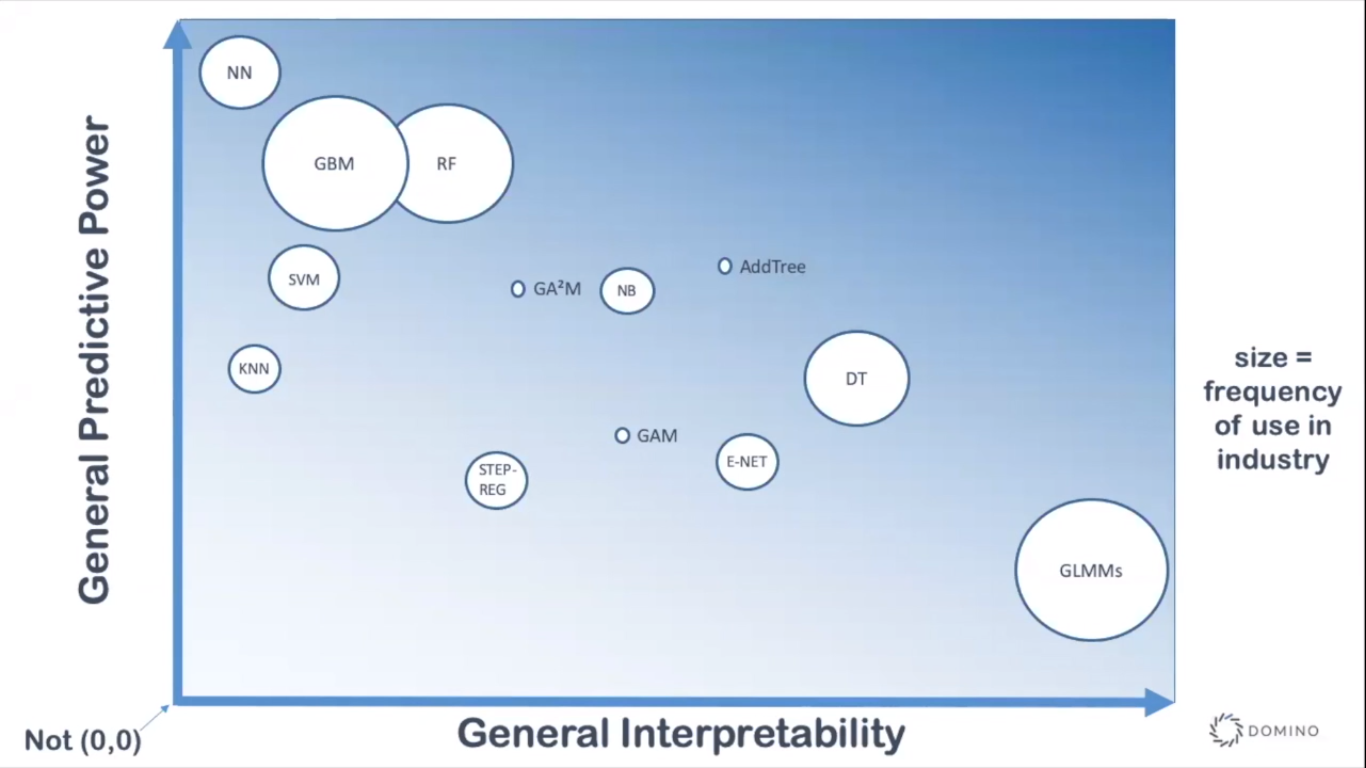 General Predictive Power
NN
GBM
RF
SVM
GA²M
NB
AddTree
KNN
DT
GAM
STEP-
REG
E-NET
GLMMs
size =
frequency
of use in
industry
Not (0,0)
General Interpretability
DOMINO